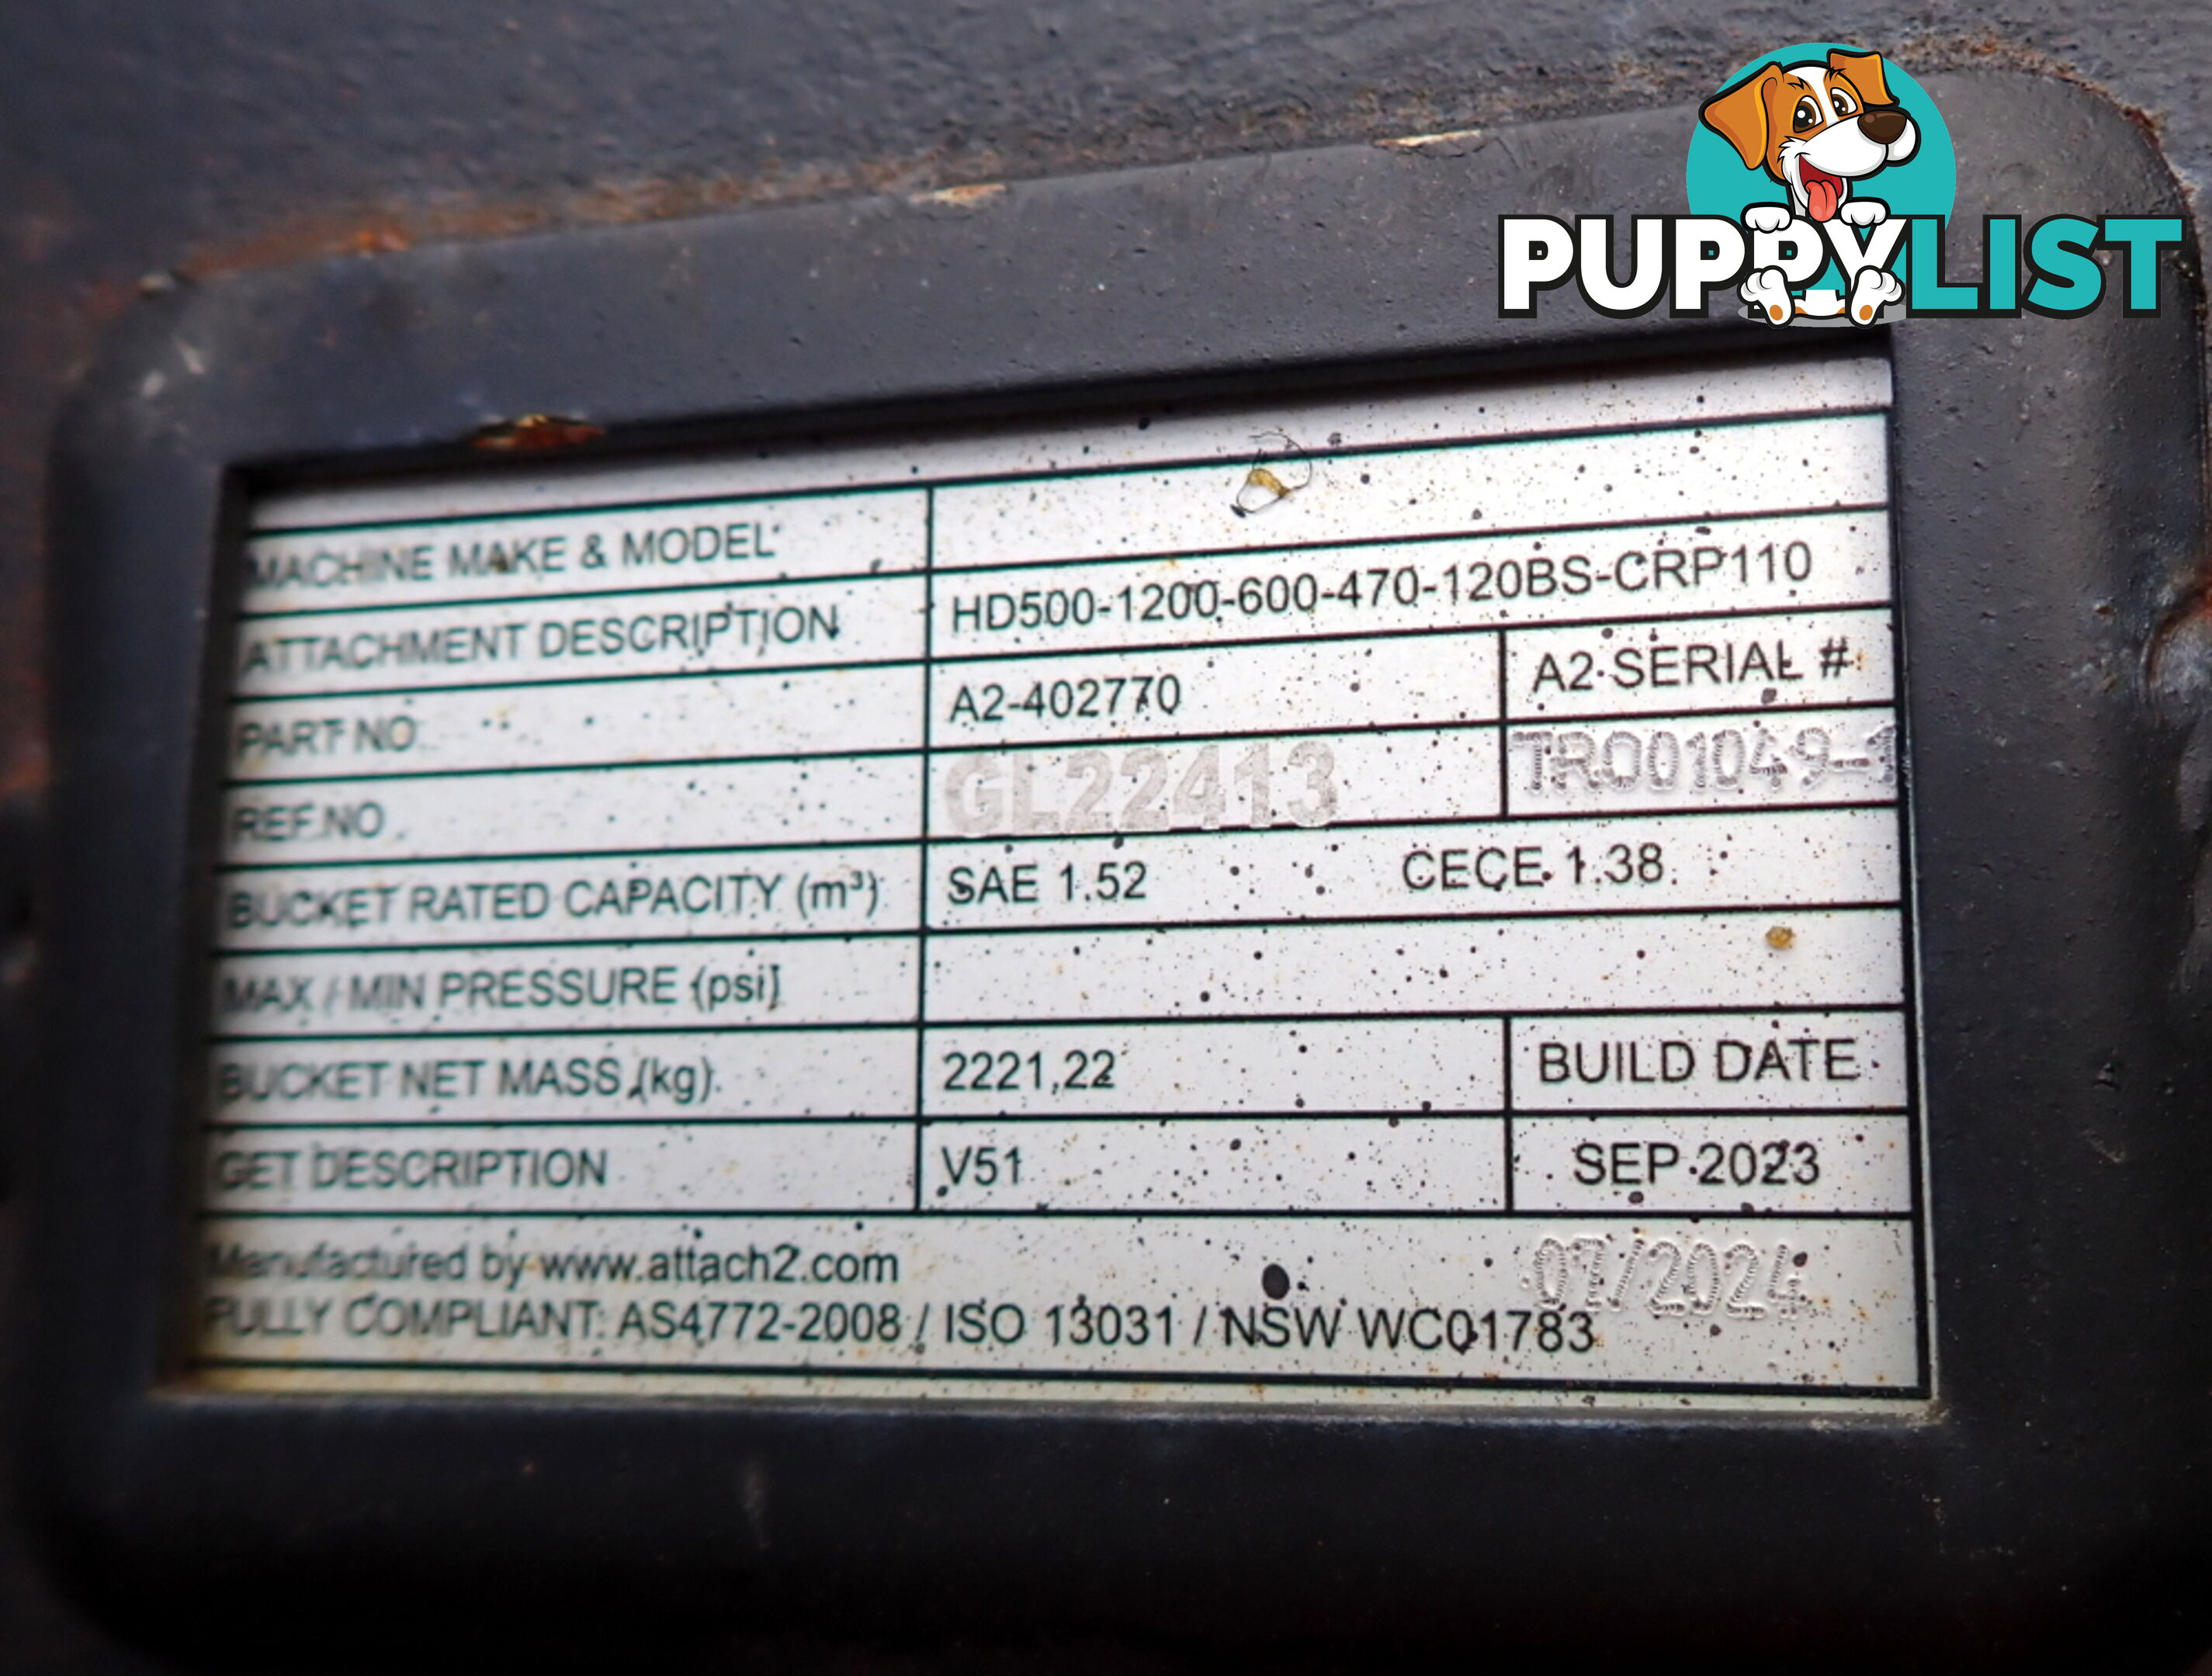 PUPPYLIST
MACHINE MAKE & MODEL
ATTACHMENT DESCRIPTION HD500-1200-600-470-120BS-CRP110
PART NO A2-402770 A2 SERIAL #
REF NO GL22413 TRO01049-1
BUCKET RATED CAPACITY (m³) SAE 1.52 CECE 1.38
MAX / MIN PRESSURE (psi)
BUCKET NET MASS (kg) 2221,22 BUILD DATE
GET DESCRIPTION V51 SEP 2023
Manufactured by www.attach2.com 07/2024
FULLY COMPLIANT: AS4772-2008 / ISO 13031 / NSW WC01783